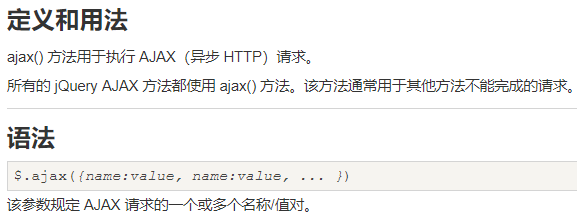 定义和用法
ajax() 方法用于执行 AJAX（异步 HTTP）请求。
所有的 jQuery AJAX 方法都使用 ajax() 方法。该方法通常用于其他方法不能完成的请求。
语法
$.ajax({name:value, name:value, ... })
该参数规定 AJAX 请求的一个或多个名称/值对。